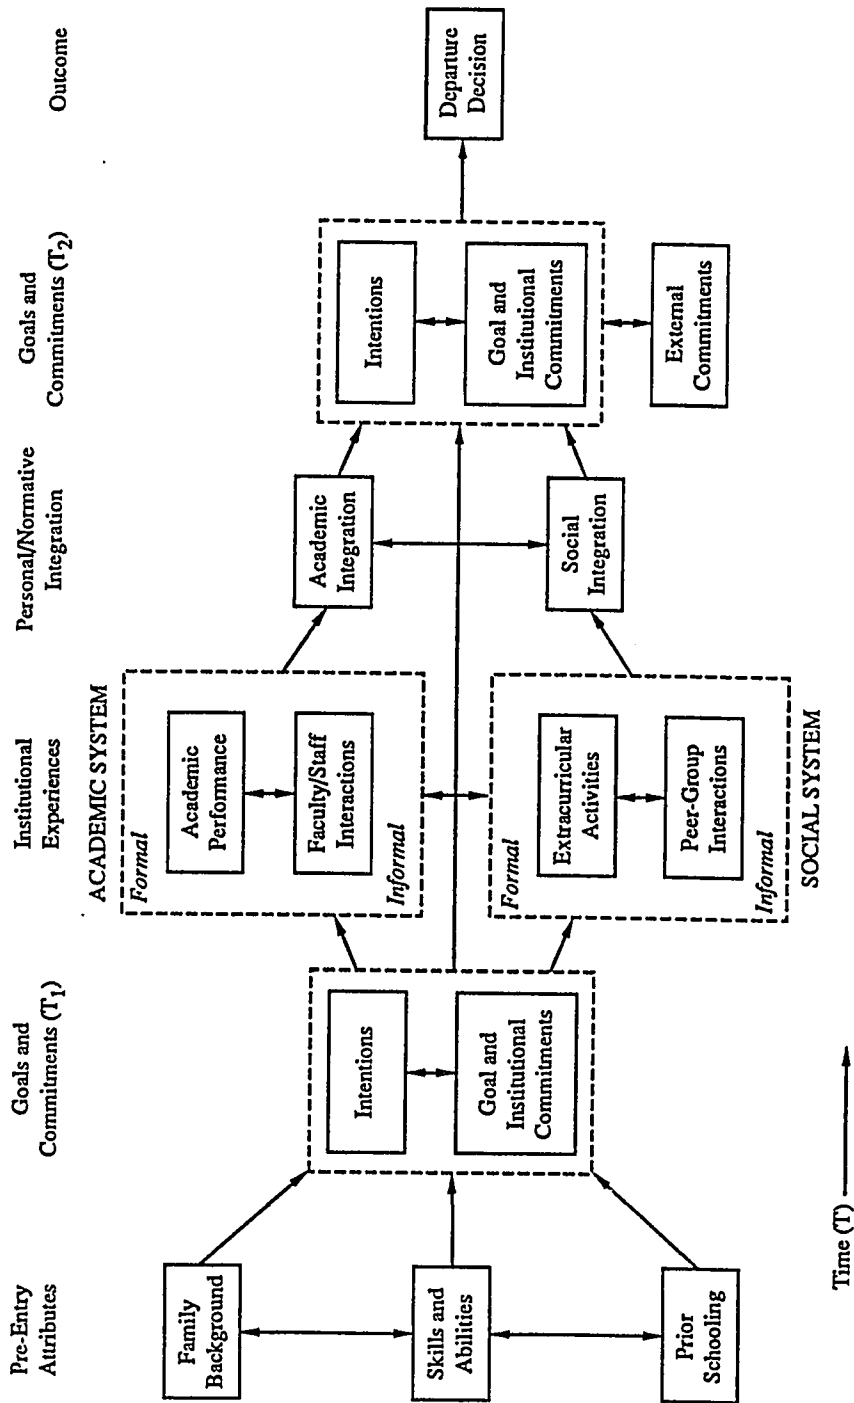 Pre-Entry
Attributes
Goals and
Commitments (T1)
Institutional
Experiences
Personal/Normative
Integration
Goals and
Commitments (T2)
Outcome
Family
Background
Skills and
Abilities
Prior
Schooling
Intentions
Goal and
Institutional
Commitments
ACADEMIC SYSTEM
Formal
Academic
Performance
Faculty/Staff
Interactions
Informal
Formal
Extracurricular
Activities
Peer-Group
Interactions
Informal
SOCIAL SYSTEM
Academic
Integration
Social
Integration
Intentions
Goal and
Institutional
Commitments
External
Commitments
Departure
Decision
Time (T)